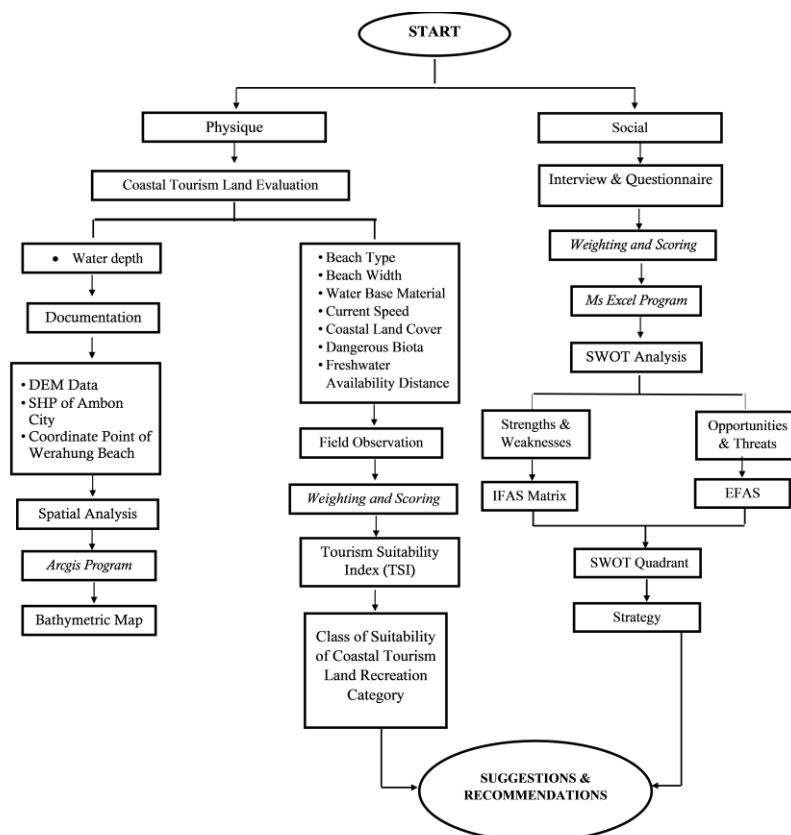 START
Physique
Social
Coastal Tourism Land Evaluation
Interview & Questionnaire
• Water depth
• Beach Type
• Beach Width
• Water Base Material
• Current Speed
• Coastal Land Cover
• Dangerous Biota
• Freshwater
Availability Distance
Weighting and Scoring
Documentation
Ms Excel Program
SWOT Analysis
• DEM Data
• SHP of Ambon
City
• Coordinate Point of
Werahung Beach
Field Observation
Strengths &
Weaknesses
Opportunities
& Threats
Spatial Analysis
Weighting and Scoring
IFAS Matrix
EFAS
Arcgis Program
Tourism Suitability
Index (TSI)
SWOT Quadrant
Bathymetric Map
Strategy
Class of Suitability
of Coastal Tourism
Land Recreation
Category
SUGGESTIONS &
RECOMMENDATIONS